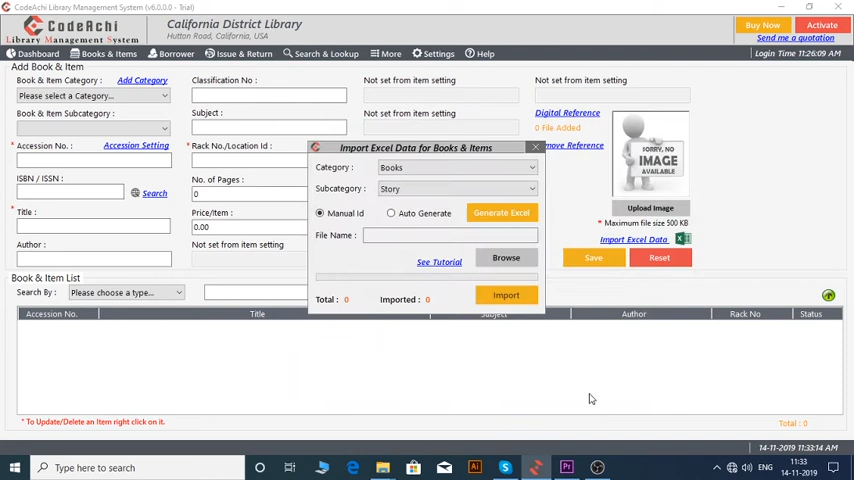 CodeAchi Library Management System (v6.0.0.0) - Trial
CodeAchi
Library Management System
California District Library
Hutton Road, California, USA
Buy Now
Activate
Send me a quotation
Dashboard Books & Items Borrower Issue & Return Search & Lookup More Settings Help Login Time 11:26:09 AM
Add Book & Item
Book & Item Category : Add Category Classification No : Not set from item setting Not set from item setting
Please select a Category...
Book & Item Subcategory : Subject : Not set from item setting Digital Reference
0 File Added
SORRY, NO
IMAGE
AVAILABLE
* Accession No. : Accession Setting * Rack No./Location Id : move Reference
ISBN / ISSN : Search No. of Pages :
0
* Title : Price/Item :
0.00
Author : Not set from item setting
Upload Image
* Maximum file size 500 KB
Import Excel Data
Save Reset
Import Excel Data for Books & Items
Category : Books
Subcategory : Story
Manual Id Auto Generate Generate Excel
File Name :
See Tutorial Browse
Total : 0 Imported : 0 Import
Book & Item List
Search By : Please choose a type...
Accession No. Title Subject Author Rack No Status
* To Update/Delete an Item right click on it.
Total : 0
14-11-2019 11:33:14 AM
Type here to search
Ai
Pr
ENG
11:33
14-11-2019